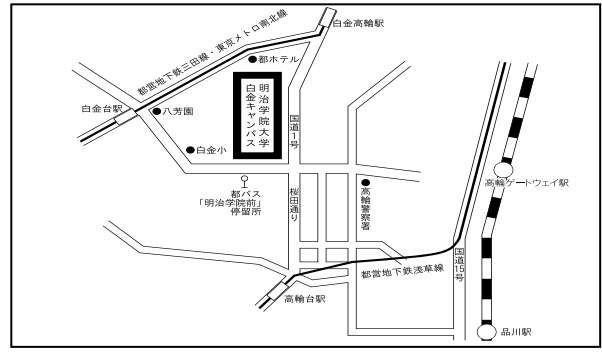 白金高輪駅
都営地下鉄三田線・東京メトロ南北線
都ホテル
白金台駅
八芳園
明治学院大学
白金キャンパス
国道1号
白金小
高輪ゲートウェイ駅
都バス
「明治学院前」
停留所
桜田通り
高輪警察署
都営地下鉄浅草線
国道15号
高輪台駅
品川駅